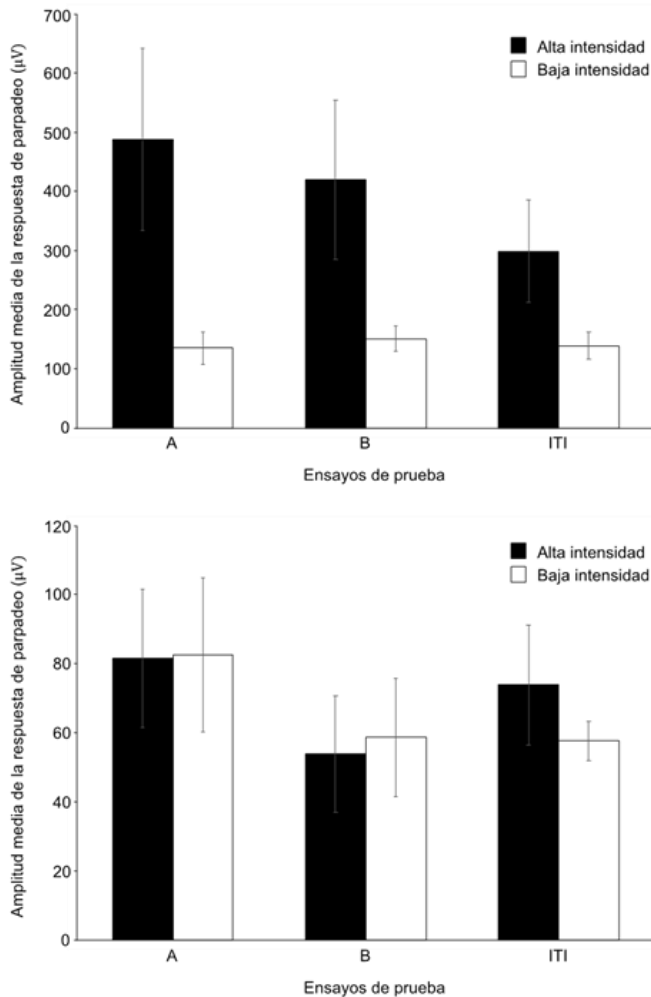 Amplitud media de la respuesta de parpadeo (μV)
700
600
500
400
300
200
100
0
Alta intensidad
Baja intensidad
A B ITI
Ensayos de prueba
Amplitud media de la respuesta de parpadeo (μV)
120
100
80
60
40
20
0
Alta intensidad
Baja intensidad
A B ITI
Ensayos de prueba